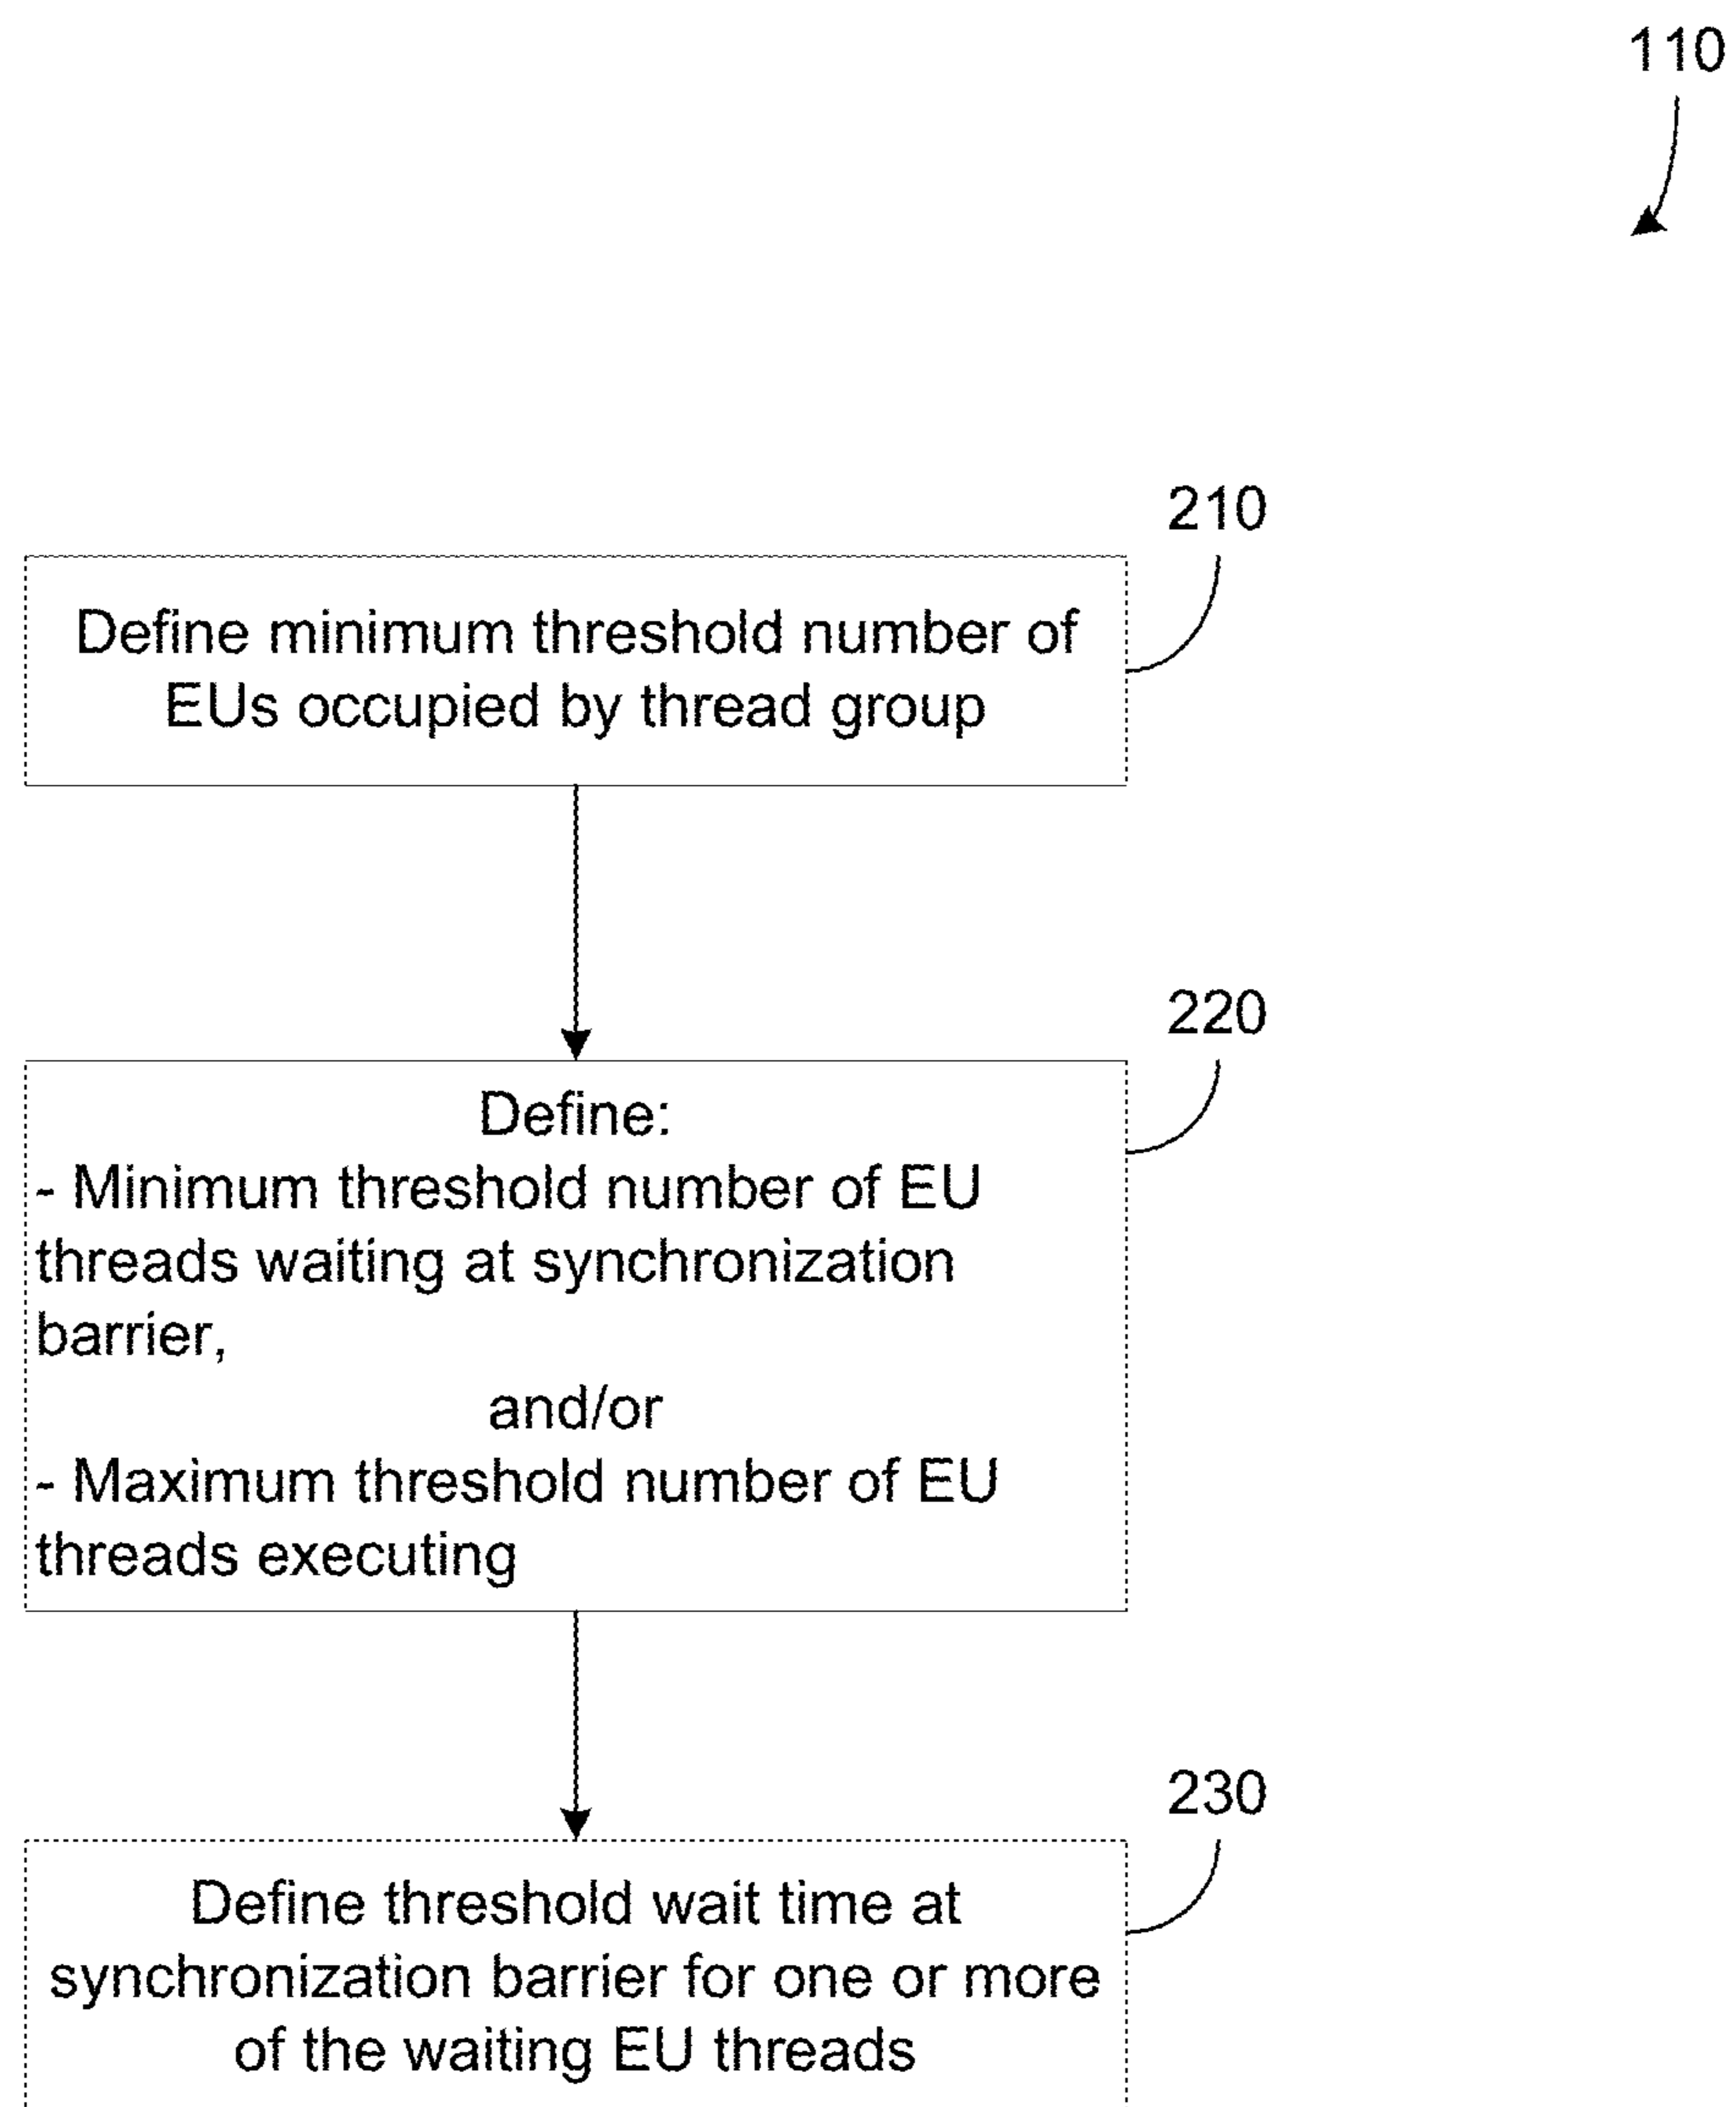 110
210
Define minimum threshold number of
EUs occupied by thread group
220
Define:
- Minimum threshold number of EU
threads waiting at synchronization
barrier,
and/or
- Maximum threshold number of EU
threads executing
230
Define threshold wait time at
synchronization barrier for one or more
of the waiting EU threads